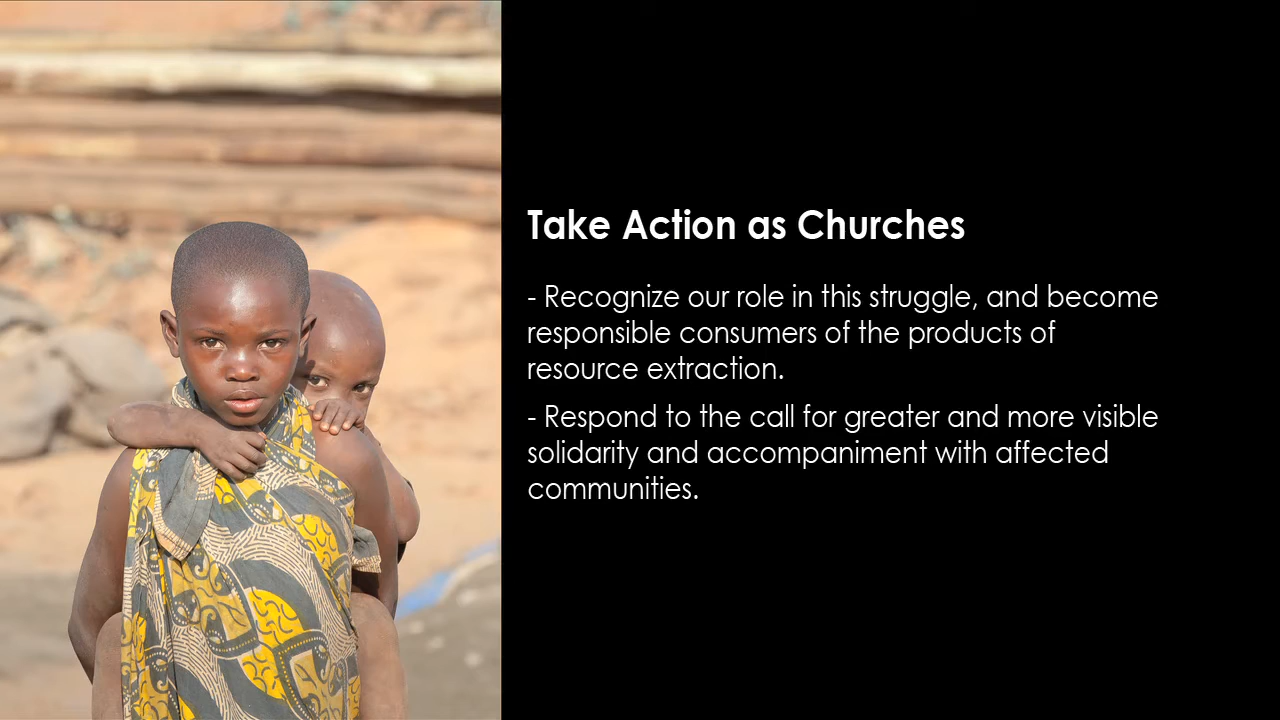 Take Action as Churches
- Recognize our role in this struggle, and become
responsible consumers of the products of
resource extraction.
- Respond to the call for greater and more visible
solidarity and accompaniment with affected
communities.